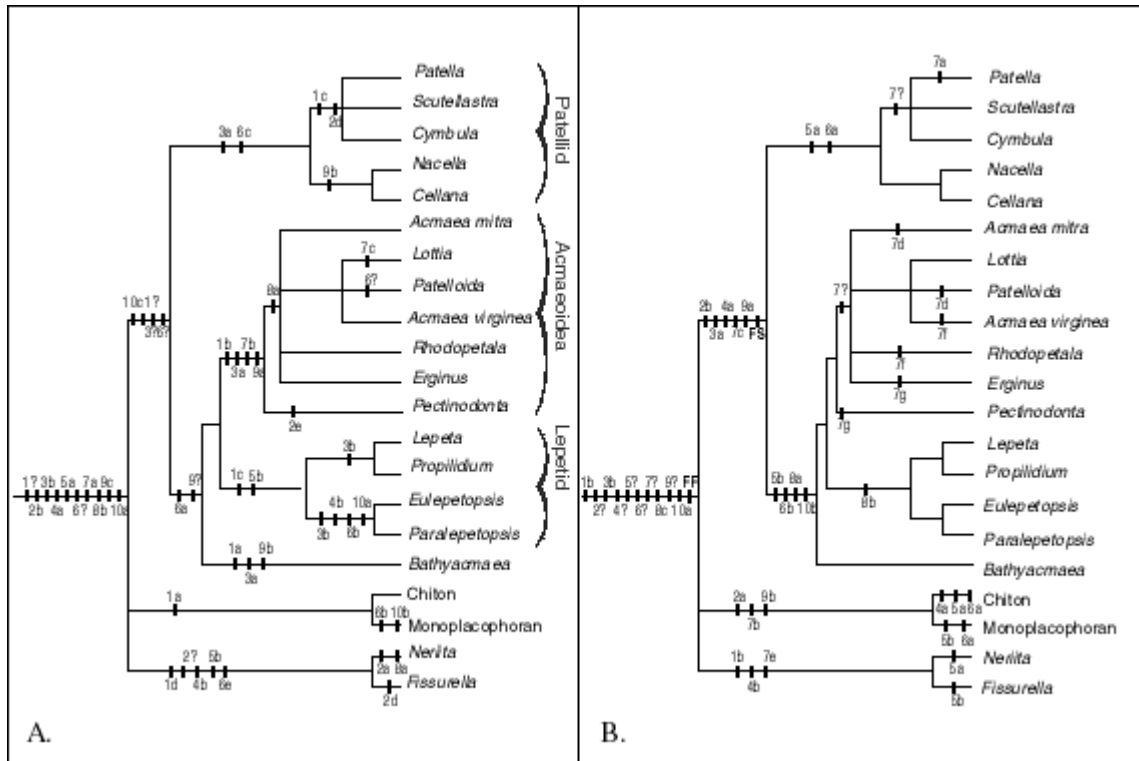 Patella
1c
Scutellastra
2d
Cymbula
3a 6c
Nacella
9b
Cellana
Patellid
Acmaea mitra
7c
Lottia
6?
Patelloida
8a
Acmaea virginea
10c 1?
3? 6?
1b 7b
3a 9a
Rhodopetala
Erginus
Pectinodonta
2e
Acmaeoidea
Lepeta
3b
Propilidium
1c 5b
4b 10a
Eulepetopsis
3b 6b
Paralepetopsis
Lepetid
9?
6a
1? 3b 5a 7a 9c
2b 4a 6? 8b 10a
1a 9b
3a
Bathyacmaea
1a
Chiton
6b 10b
Monoplacophoran
2? 5b
1d 4b 6e
Nerlita
2a 8a
Fissurella
2d
A.
7a
Patella
7?
Scutellastra
Cymbula
5a 6a
Nacella
Cellana
Acmaea mitra
7d
Lottia
7?
Patelloida
7d
2b 4a 9a
3a 7c FS
Acmaea virginea
7f
Rhodopetala
7f
Erginus
7g
Pectinodonta
7g
Lepeta
Propilidium
8b
Eulepetopsis
Paralepetopsis
5b 8a
6b 10b
1b 3b 5? 7? 9? FF
2? 4? 6? 8c 10a
Bathyacmaea
2a 9b
7b
Chiton
4a 5a 6a
Monoplacophoran
5b 6a
1b 7e
4b
Nerlita
5a
Fissurella
5b
B.